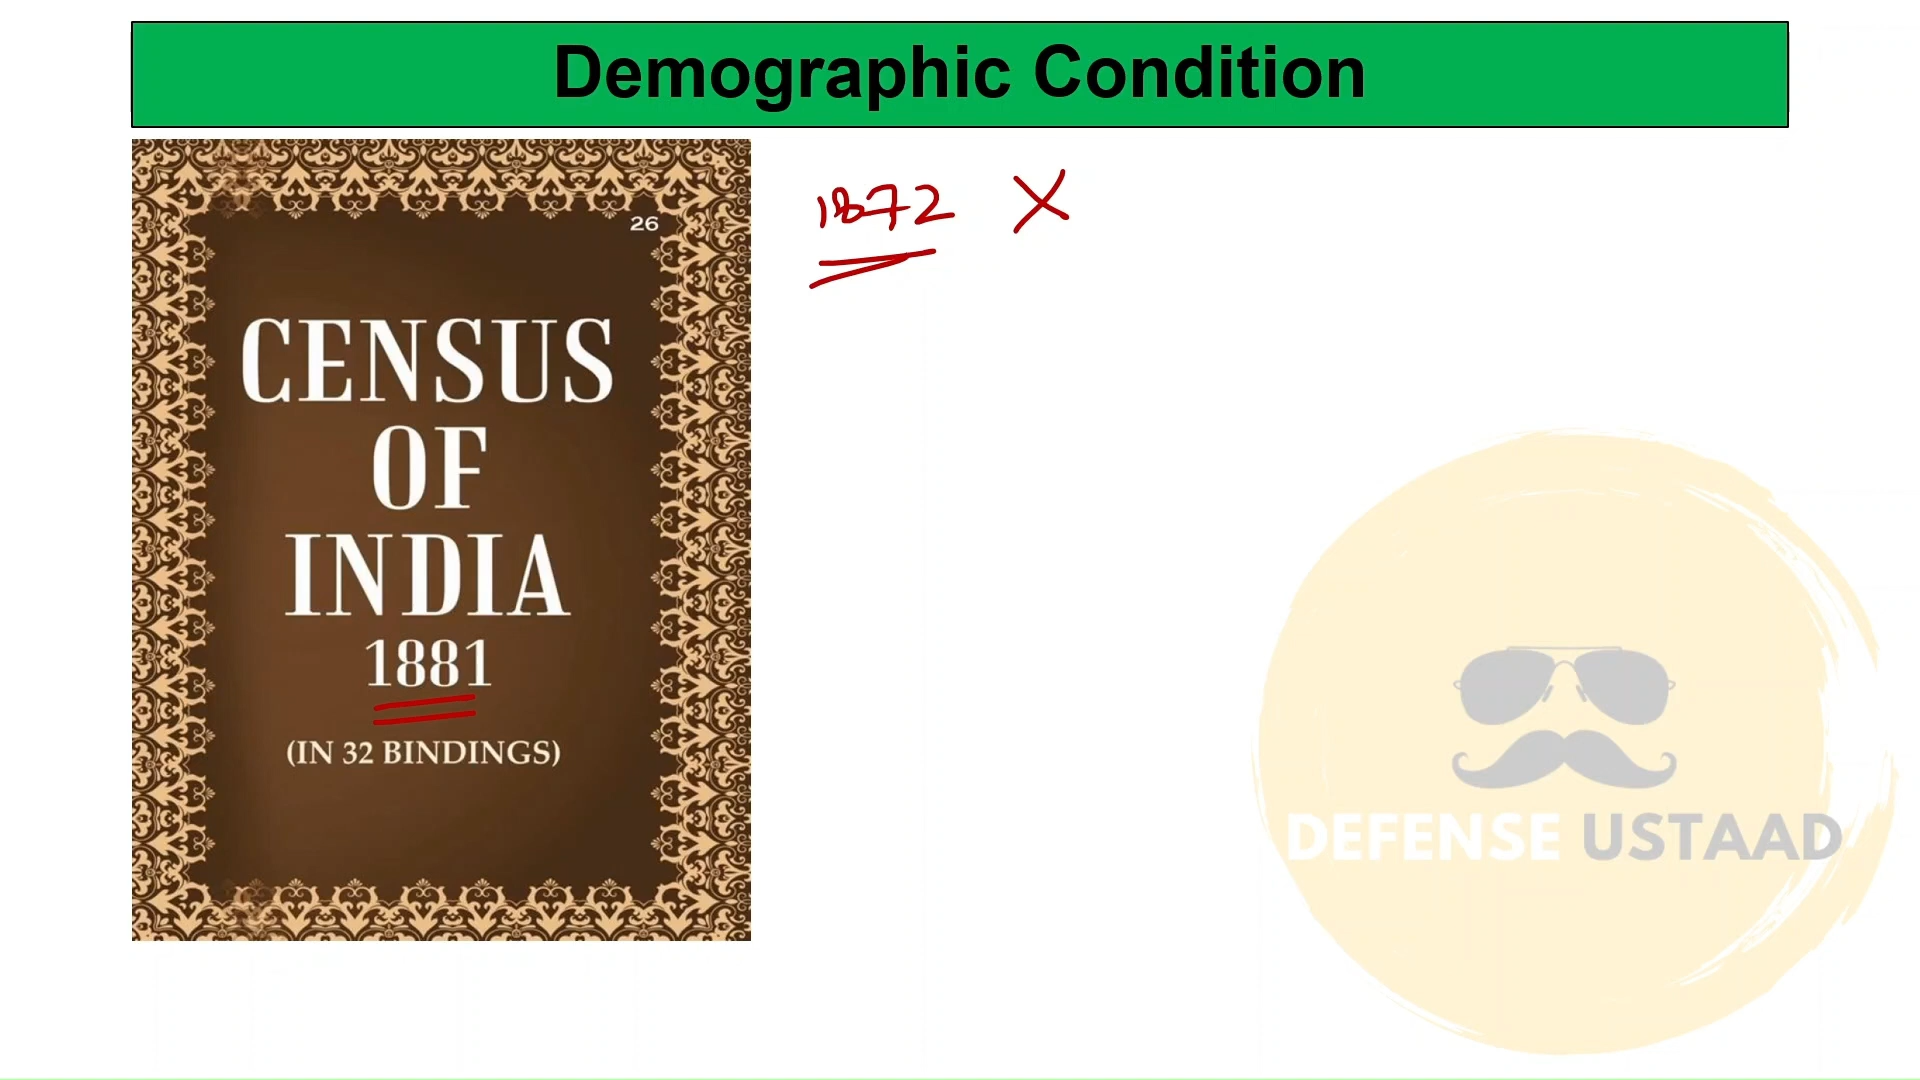 Demographic Condition
26
CENSUS
OF
INDIA
1881
(IN 32 BINDINGS)
1872 X
DEFENSE USTAAD